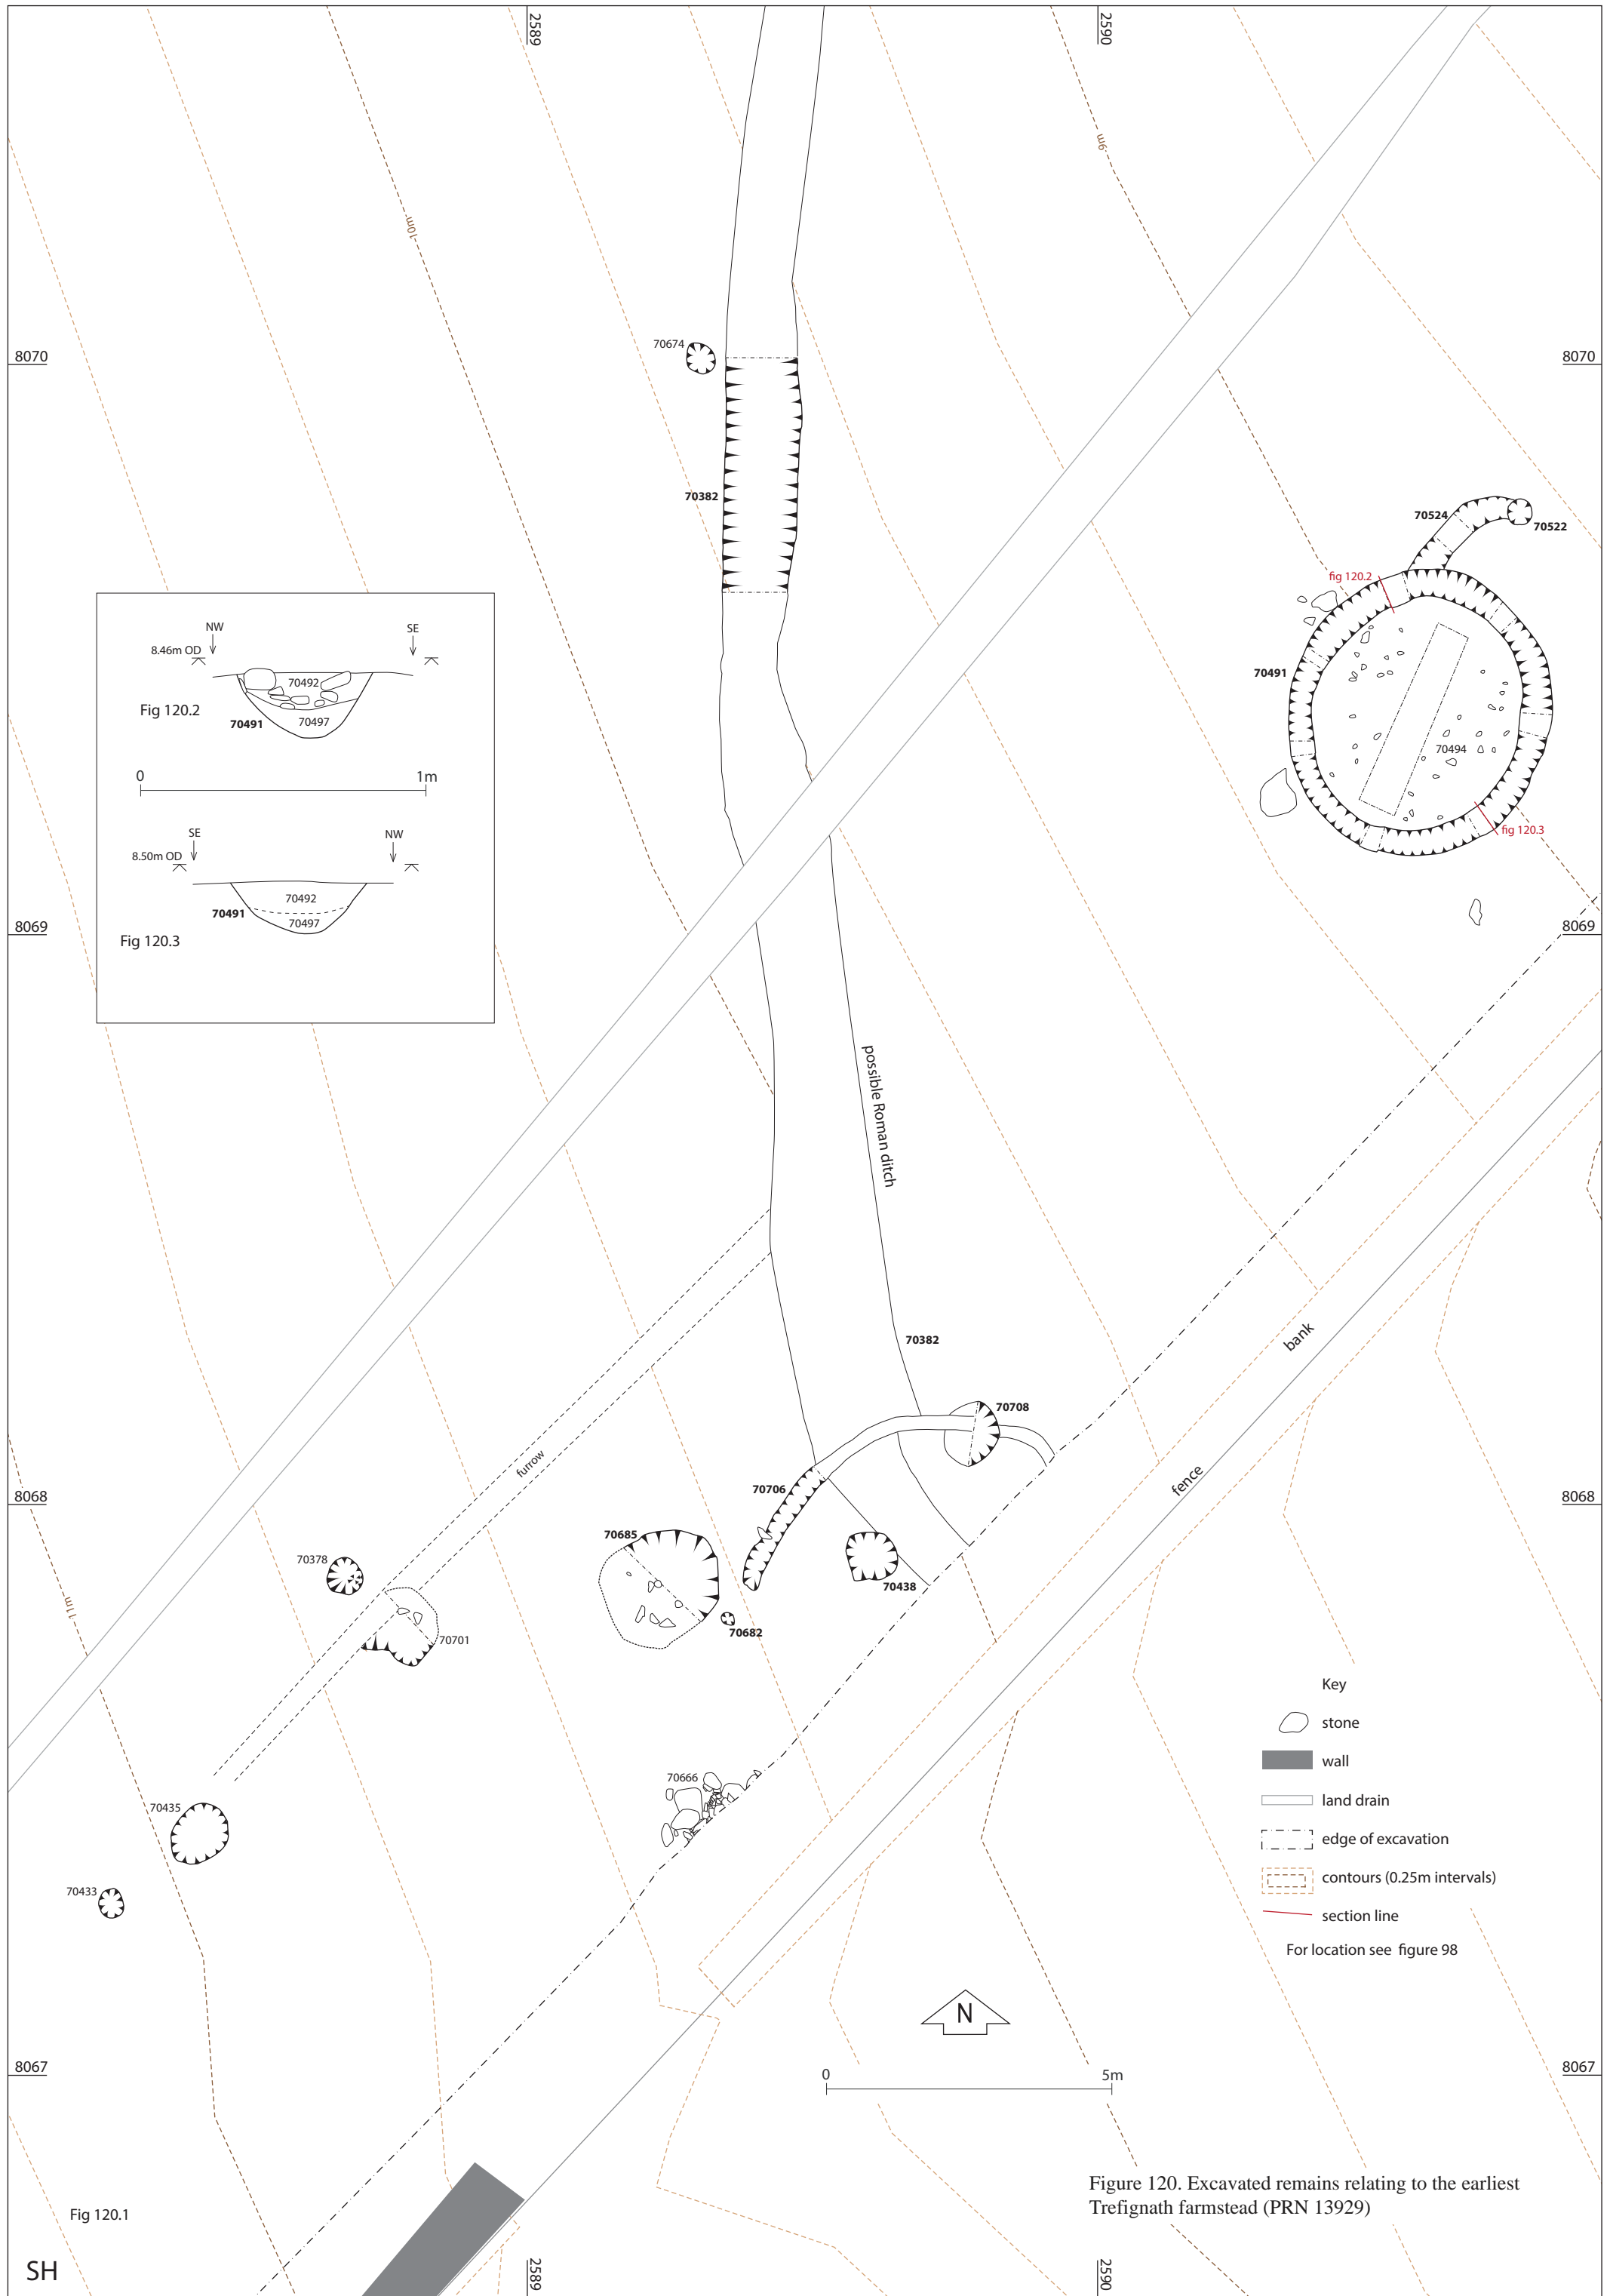 2589
2590
9m
10m
8070
8070
70674
70382
70524
70522
fig 120.2
70491
70494
fig 120.3
NW
SE
8.46m OD
70492
Fig 120.2
70491
70497
0
1m
SE
NW
8.50m OD
70492
70491
70497
Fig 120.3
8069
8069
possible Roman ditch
70382
bank
70708
furrow
fence
70706
8068
8068
70685
70378
70438
70682
70701
11m
Key
stone
wall
land drain
edge of excavation
contours (0.25m intervals)
section line
For location see figure 98
70666
70435
70433
N
8067
8067
0
5m
Figure 120. Excavated remains relating to the earliest
Trefignath farmstead (PRN 13929)
Fig 120.1
SH
2589
2590